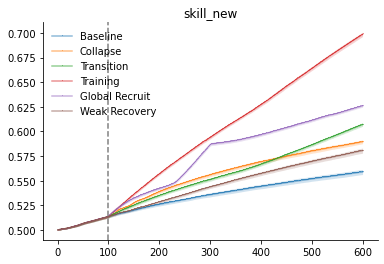 skill_new
0.700
0.675
0.650
0.625
0.600
0.575
0.550
0.525
0.500
Baseline
Collapse
Transition
Training
Global Recruit
Weak Recovery
0 100 200 300 400 500 600